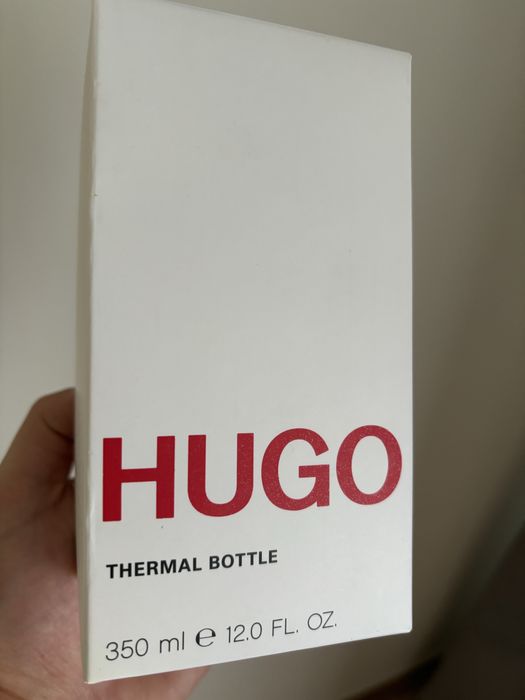 HUGO
THERMAL BOTTLE
350 ml ℮ 12.0 FL. OZ.